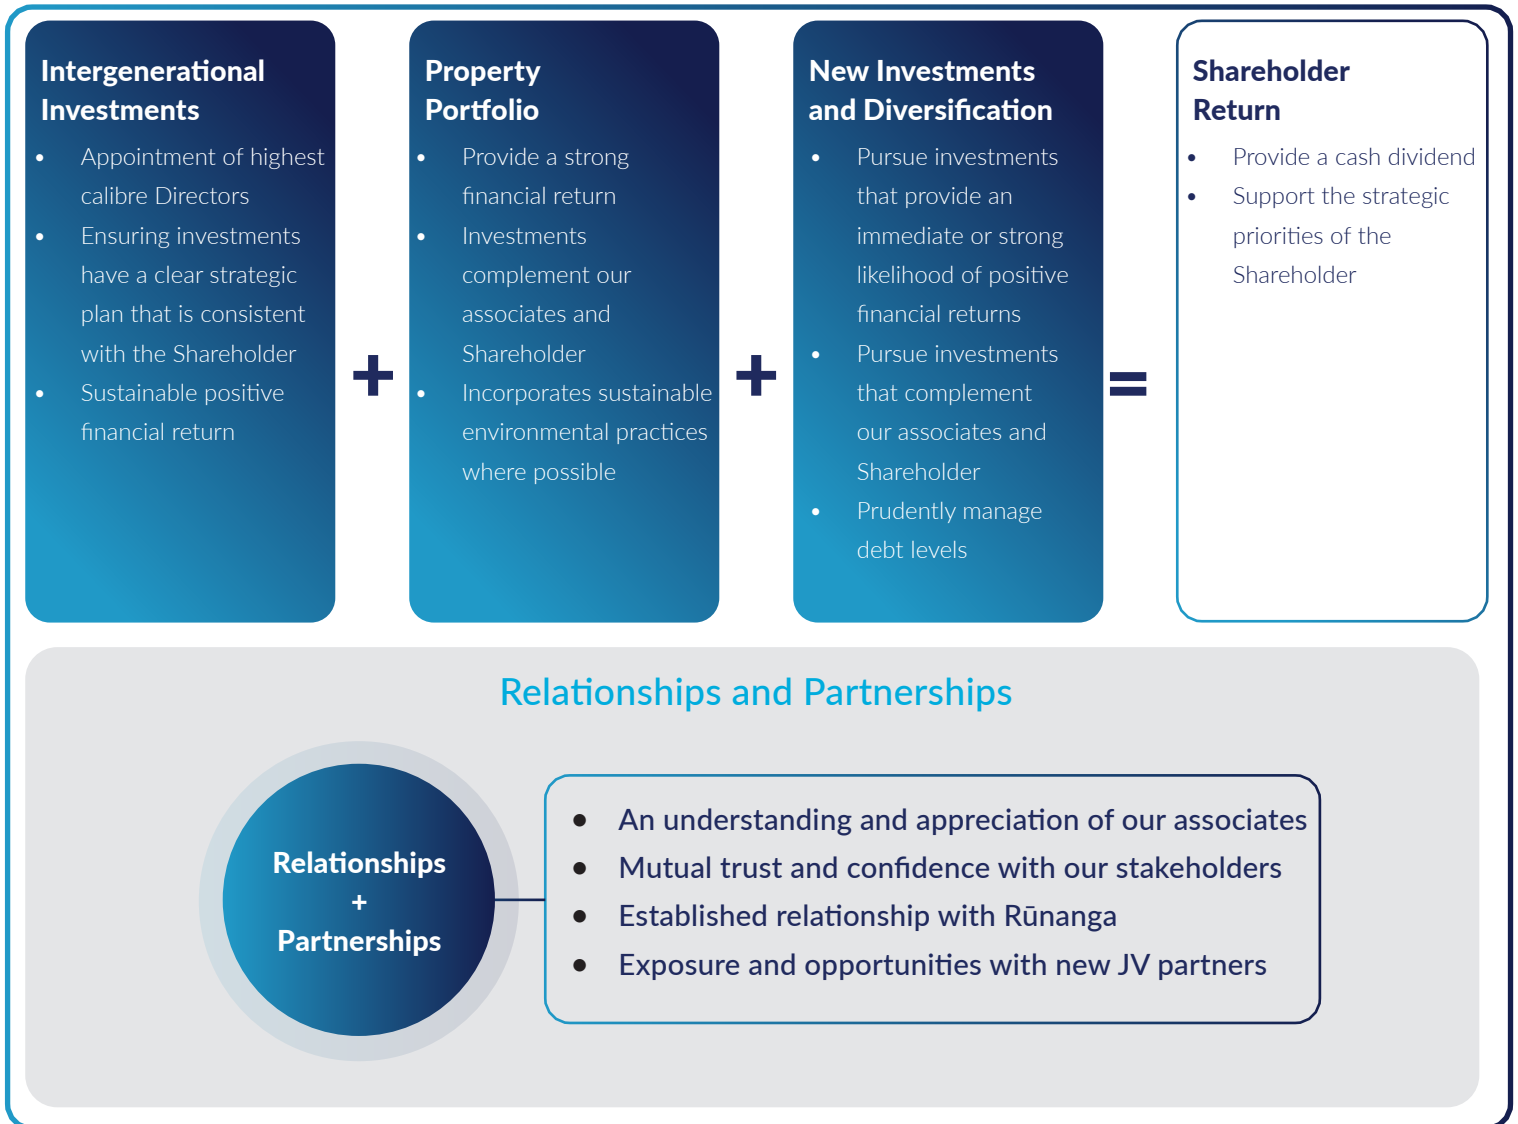 Intergenerational
Investments
• Appointment of highest
calibre Directors
• Ensuring investments
have a clear strategic
plan that is consistent
with the Shareholder
• Sustainable positive
financial return
+
Property
Portfolio
• Provide a strong
financial return
• Investments
complement our
associates and
Shareholder
• Incorporates sustainable
environmental practices
where possible
+
New Investments
and Diversification
• Pursue investments
that provide an
immediate or strong
likelihood of positive
financial returns
• Pursue investments
that complement
our associates and
Shareholder
• Prudently manage
debt levels
=
Shareholder
Return
• Provide a cash dividend
• Support the strategic
priorities of the
Shareholder
Relationships and Partnerships
Relationships
+
Partnerships
• An understanding and appreciation of our associates
• Mutual trust and confidence with our stakeholders
• Established relationship with Rūnanga
• Exposure and opportunities with new JV partners